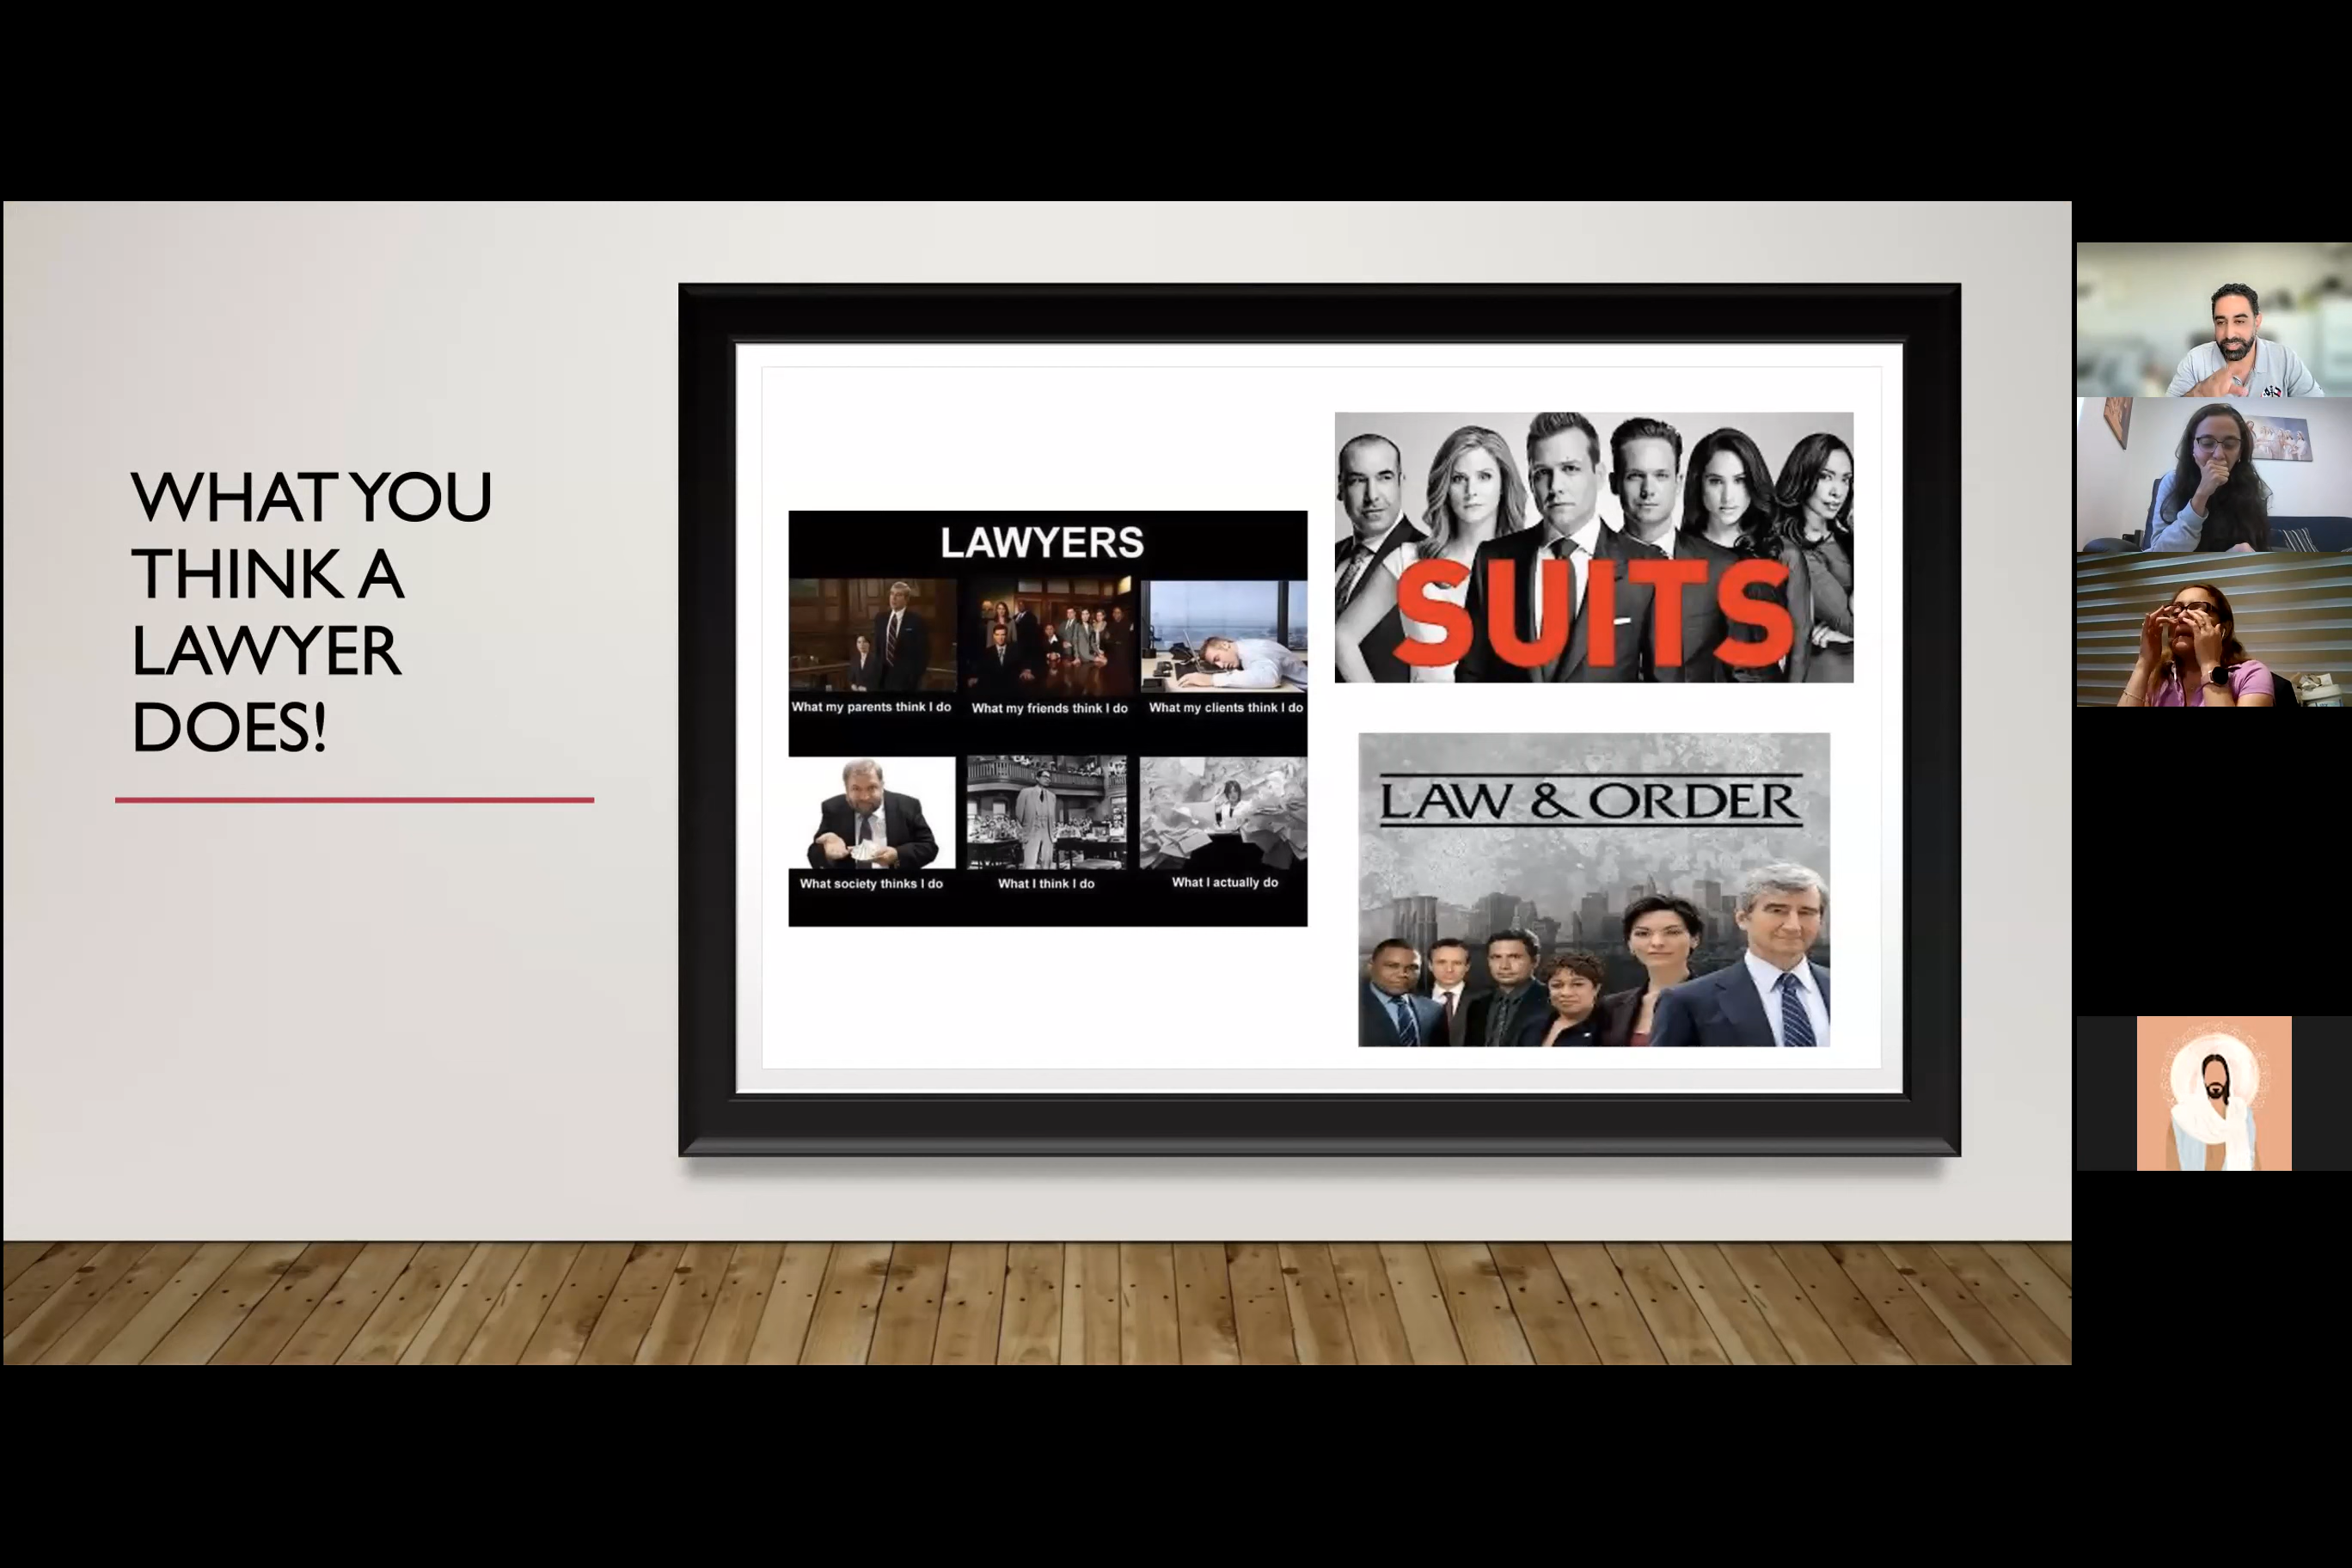 WHAT YOU
THINK A
LAWYER
DOES!
LAWYERS
What my parents think I do
What my friends think I do
What my clients think I do
What society thinks I do
What I think I do
What I actually do
SUITS
LAW & ORDER